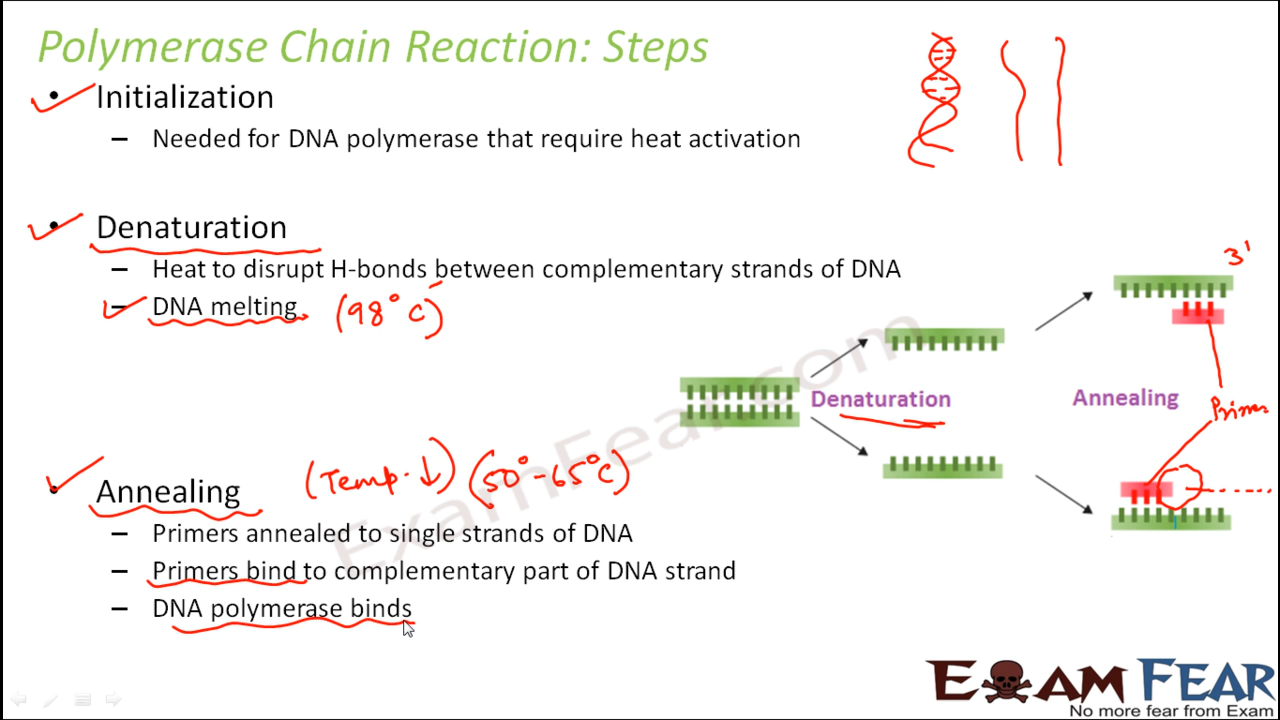 Polymerase Chain Reaction: Steps
• Initialization
– Needed for DNA polymerase that require heat activation
• Denaturation
– Heat to disrupt H-bonds between complementary strands of DNA
– DNA melting (98° C)
3'
Denaturation
Annealing
Primer
• Annealing (Temp. ↓) (50°-65°C)
– Primers annealed to single strands of DNA
– Primers bind to complementary part of DNA strand
– DNA polymerase binds
ExamFear.com
EXAM FEAR
No more fear from Exam